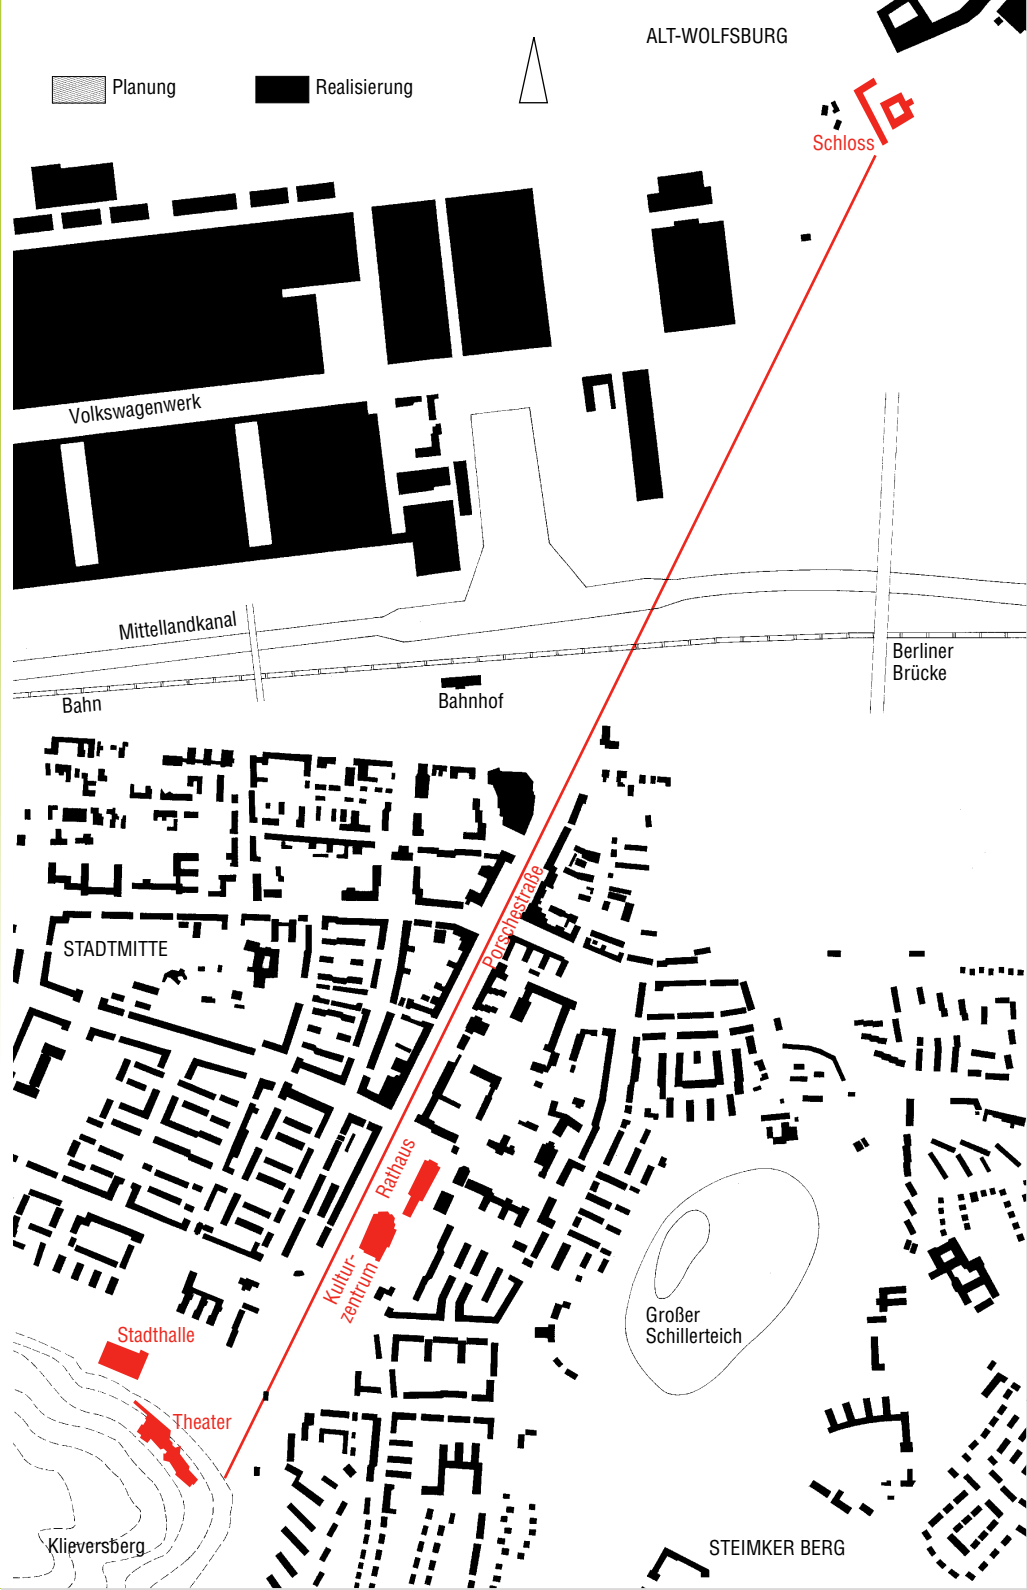 ALT-WOLFSBURG
Planung
Realisierung
Schloss
Volkswagenwerk
Mittellandkanal
Berliner
Brücke
Bahn
Bahnhof
Porschestraße
STADTMITTE
Rathaus
Kultur-
zentrum
Großer
Schillerteich
Stadthalle
Theater
Klieversberg
STEIMKER BERG